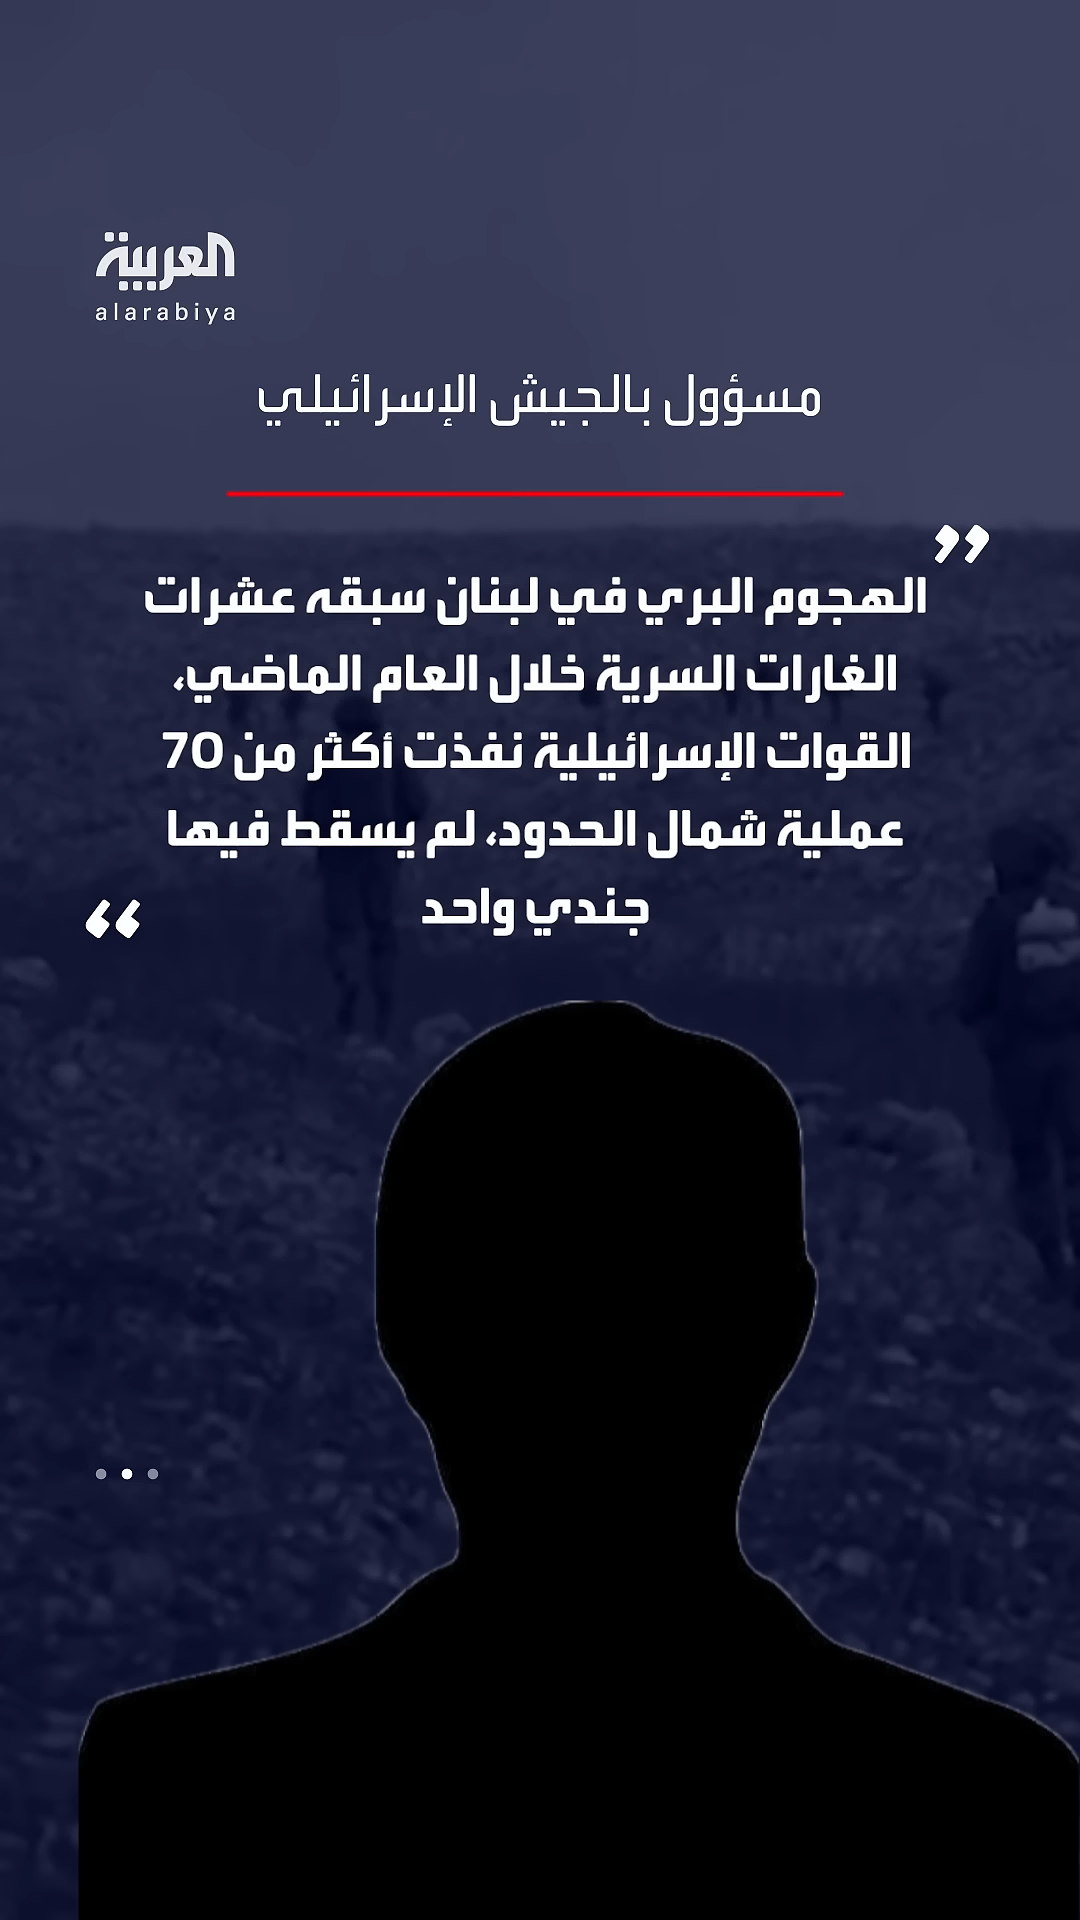 العربية
alarabiya
مسؤول بالجيش الإسرائيلي
”
الهجوم البري في لبنان سبقه عشرات
الغارات السرية خلال العام الماضي،
القوات الإسرائيلية نفذت أكثر من 70
عملية شمال الحدود، لم يسقط فيها
جندي واحد
“